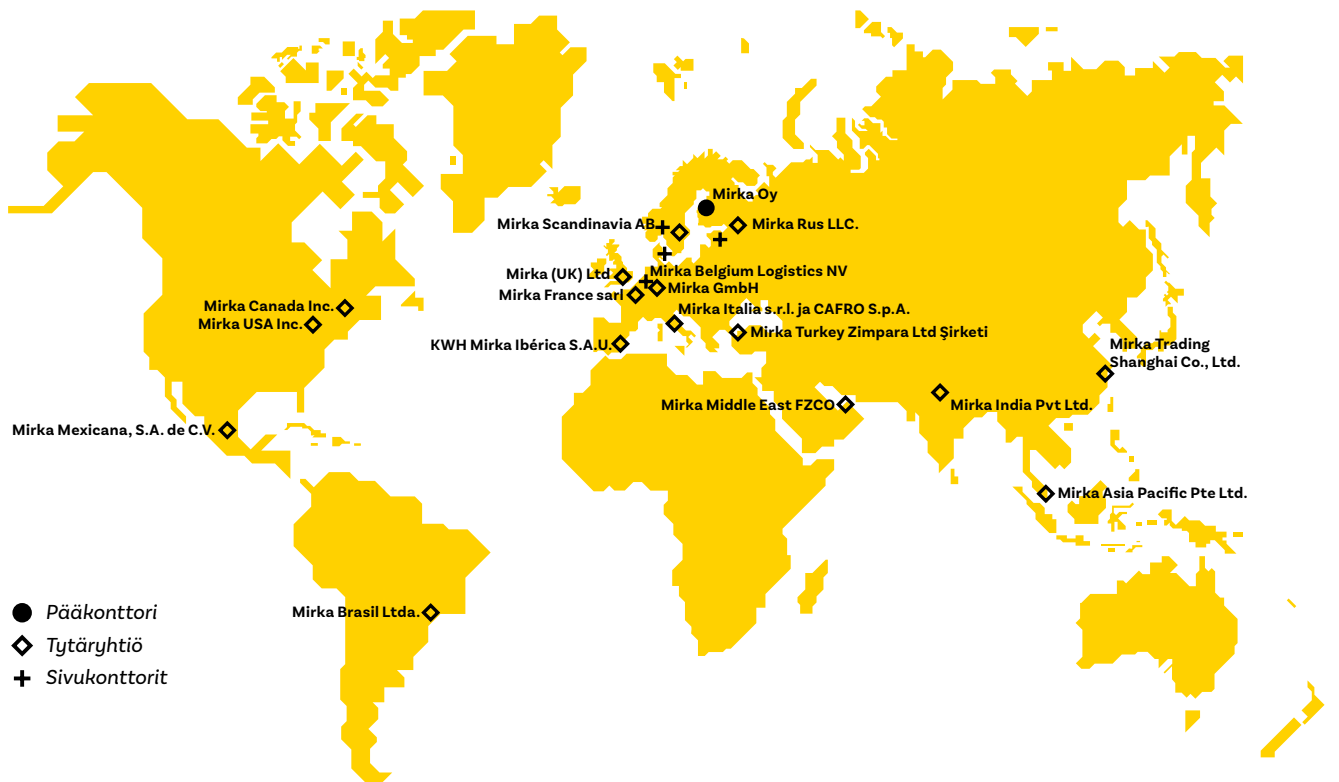 Mirka Oy
Mirka Scandinavia AB
Mirka Rus LLC.
Mirka (UK) Ltd
Mirka Belgium Logistics NV
Mirka GmbH
Mirka France sarl
Mirka Canada Inc.
Mirka USA Inc.
Mirka Italia s.r.l. ja CAFRO S.p.A.
Mirka Turkey Zimpara Ltd Şirketi
KWH Mirka Ibérica S.A.U.
Mirka Trading
Shanghai Co., Ltd.
Mirka Middle East FZCO
Mirka India Pvt Ltd.
Mirka Mexicana, S.A. de C.V.
Mirka Asia Pacific Pte Ltd.
Mirka Brasil Ltda.
Pääkonttori
Tytäryhtiö
Sivukonttorit